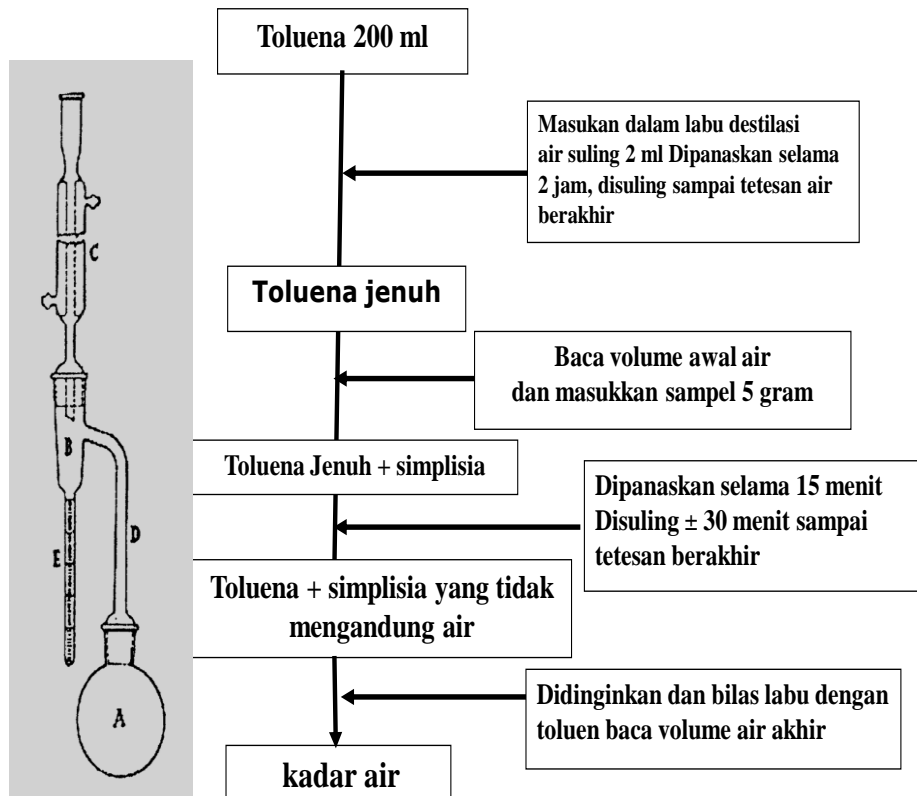 Toluena 200 ml
Masukan dalam labu destilasi
air suling 2 ml Dipanaskan selama
2 jam, disuling sampai tetesan air
berakhir
Toluena jenuh
Baca volume awal air
dan masukkan sampel 5 gram
Toluena Jenuh + simplisia
Dipanaskan selama 15 menit
Disuling ± 30 menit sampai
tetesan berakhir
Toluena + simplisia yang tidak
mengandung air
Didinginkan dan bilas labu dengan
toluen baca volume air akhir
kadar air
C
B
D
E
A